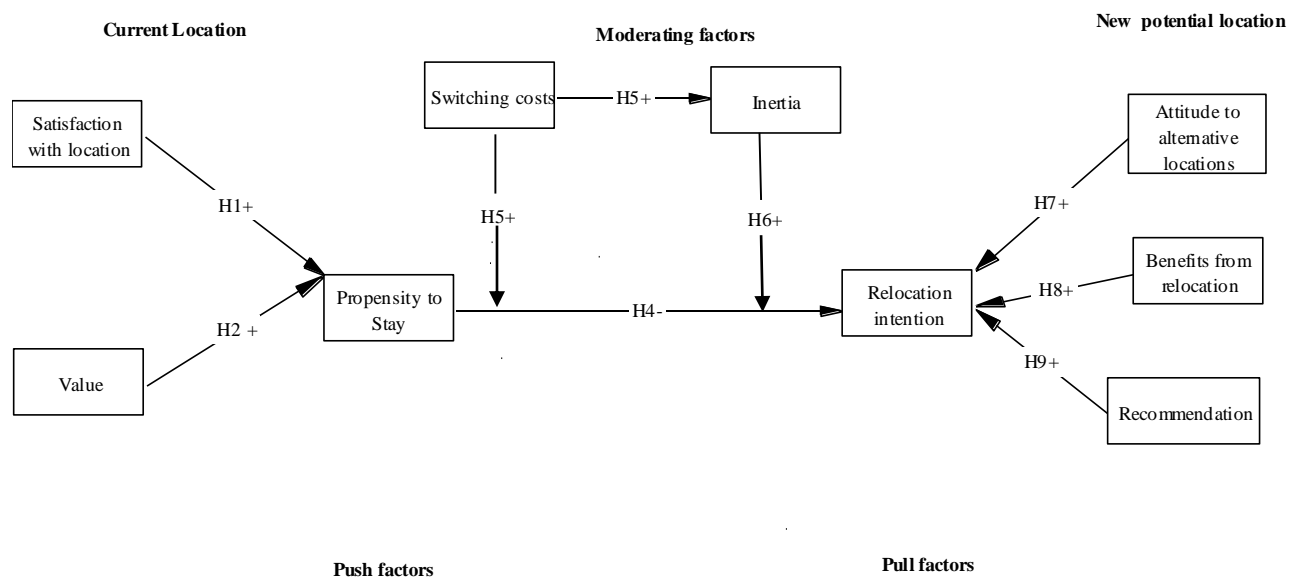 Current Location
Moderating factors
New potential location
Switching costs
H5+
Inertia
Satisfaction
with location
Attitude to
alternative
locations
H1+
H5+
H6+
H7+
Propensity to
Stay
H4-
Relocation
intention
Benefits from
relocation
H8+
H2 +
Value
H9+
Recommendation
Push factors
Pull factors